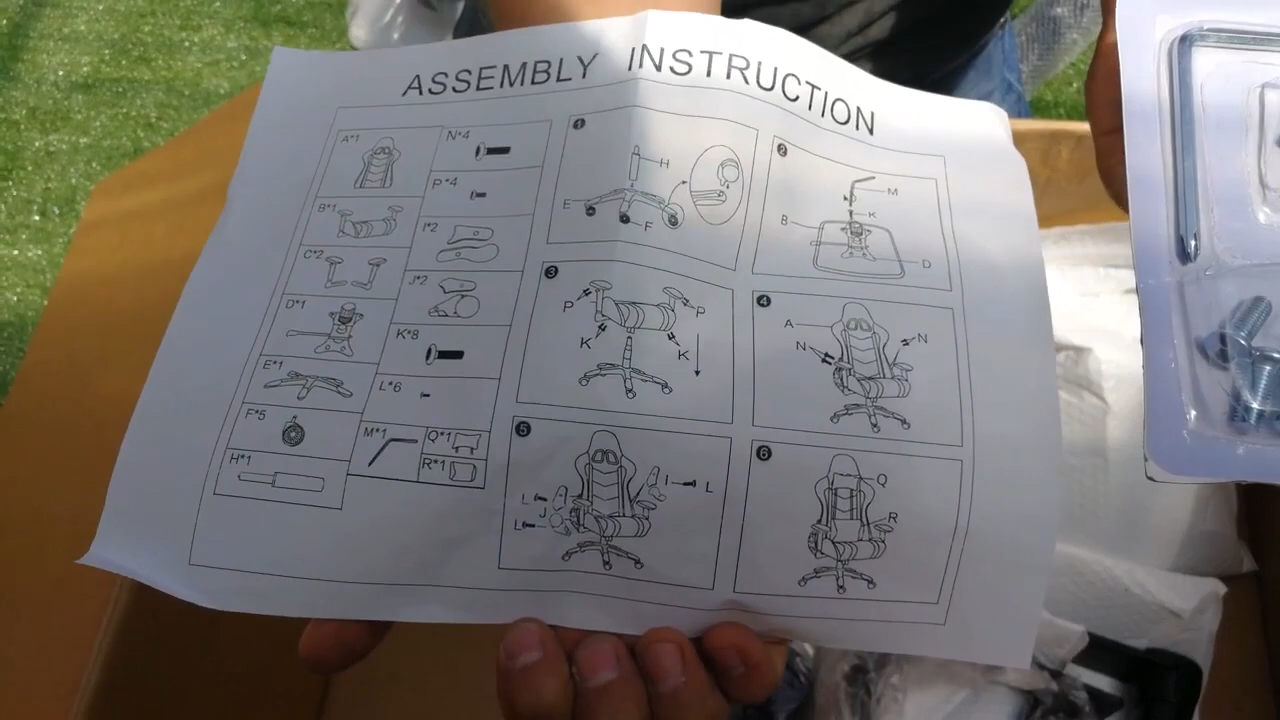 ASSEMBLY INSTRUCTION
A*1
B*1
C*2
D*1
E*1
F*5
H*1
N*4
P*4
I*2
J*2
K*8
L*6
M*1
Q*1
R*1
1
H
E
F
2
M
K
B
D
3
P
P
K
K
4
A
N
N
5
I
L
L
J
L
6
Q
R